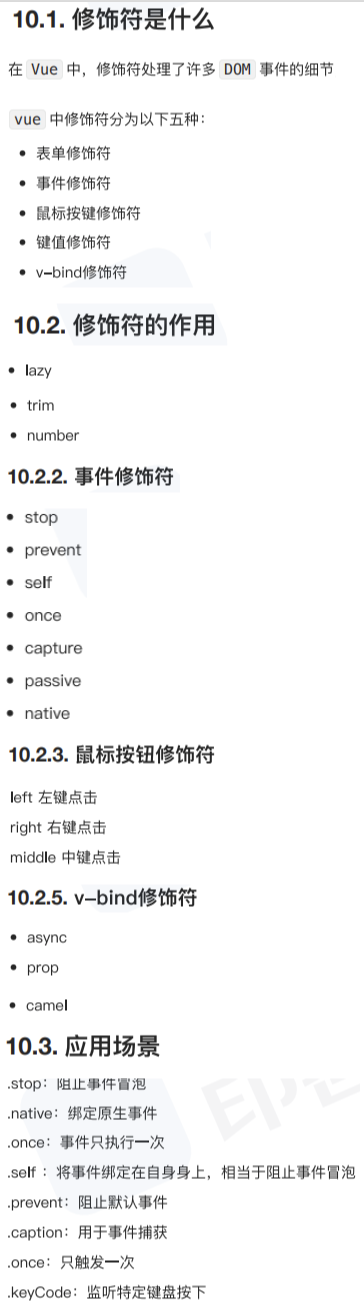 10.1. 修饰符是什么
在 Vue 中，修饰符处理了许多 DOM 事件的细节
vue 中修饰符分为以下五种：
• 表单修饰符
• 事件修饰符
• 鼠标按键修饰符
• 键值修饰符
• v-bind修饰符
10.2. 修饰符的作用
• lazy
• trim
• number
10.2.2. 事件修饰符
• stop
• prevent
• self
• once
• capture
• passive
• native
10.2.3. 鼠标按钮修饰符
left 左键点击
right 右键点击
middle 中键点击
10.2.5. v-bind修饰符
• async
• prop
• camel
10.3. 应用场景
.stop：阻止事件冒泡
.native：绑定原生事件
.once：事件只执行一次
.self ：将事件绑定在自身身上，相当于阻止事件冒泡
.prevent：阻止默认事件
.caption：用于事件捕获
.once：只触发一次
.keyCode：监听特定键盘按下